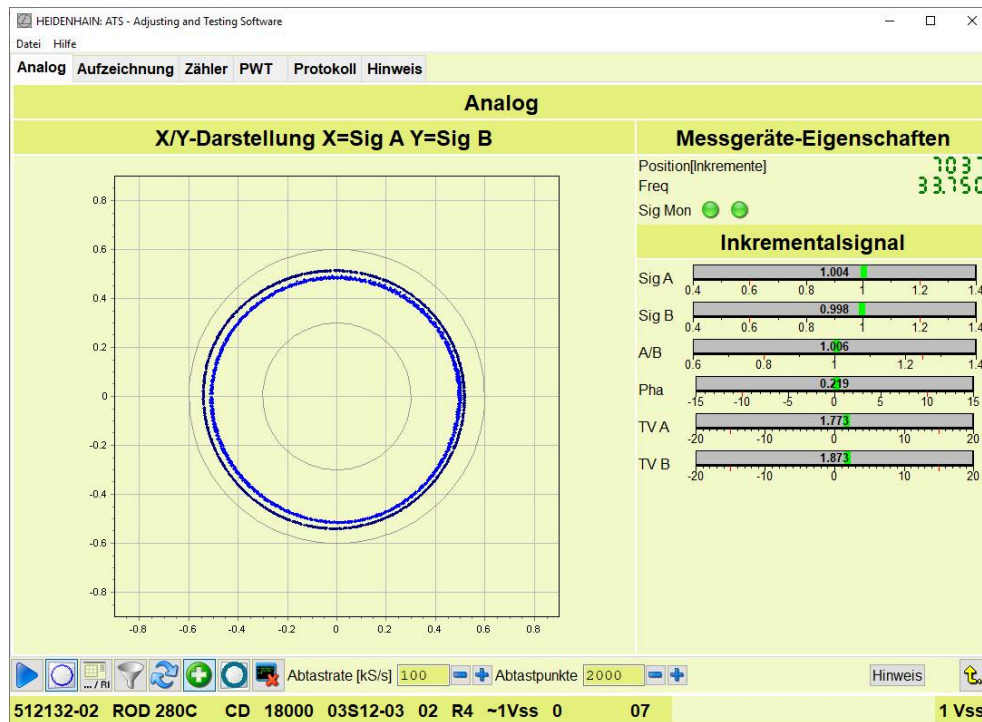 HEIDENHAIN: ATS - Adjusting and Testing Software
Datei Hilfe
Analog Aufzeichnung Zähler PWT Protokoll Hinweis
Analog
X/Y-Darstellung X=Sig A Y=Sig B
Messgeräte-Eigenschaften
Position[Inkremente] 7037
Freq 33.750
Sig Mon
Inkrementalsignal
Sig A 1.004
0.4 0.6 0.8 1 1.2 1.4
Sig B 0.998
0.4 0.6 0.8 1 1.2 1.4
A/B 1.006
0.6 0.8 1 1.2 1.4
Pha 0.219
-15 -10 -5 0 5 10 15
TV A 1.773
-20 -10 0 10 20
TV B 1.873
-20 -10 0 10 20
0.8
0.6
0.4
0.2
0
-0.2
-0.4
-0.6
-0.8
-0.8 -0.6 -0.4 -0.2 0 0.2 0.4 0.6 0.8
... / RI Abtastrate [kS/s] 100 Abtastpunkte 2000 Hinweis
512132-02 ROD 280C CD 18000 03S12-03 02 R4 ~1Vss 0 07 1 Vss